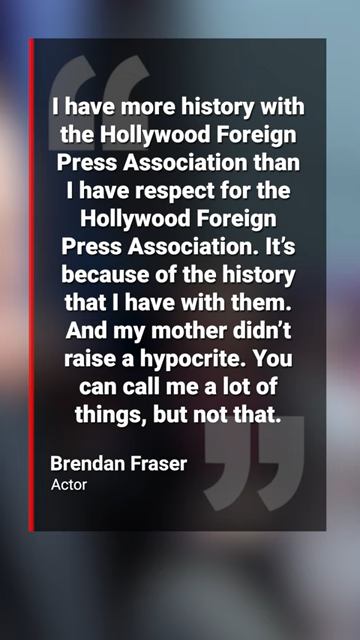 I have more history with
the Hollywood Foreign
Press Association than
I have respect for the
Hollywood Foreign
Press Association. It's
because of the history
that I have with them.
And my mother didn't
raise a hypocrite. You
can call me a lot of
things, but not that.
Brendan Fraser
Actor